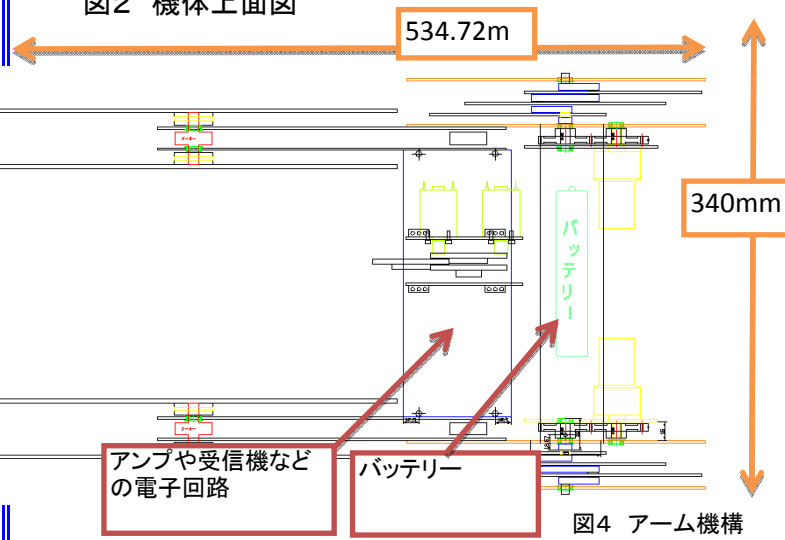 図2 機体上面図
534.72m
340mm
バッテリー
アンプや受信機など
の電子回路
バッテリー
図4 アーム機構